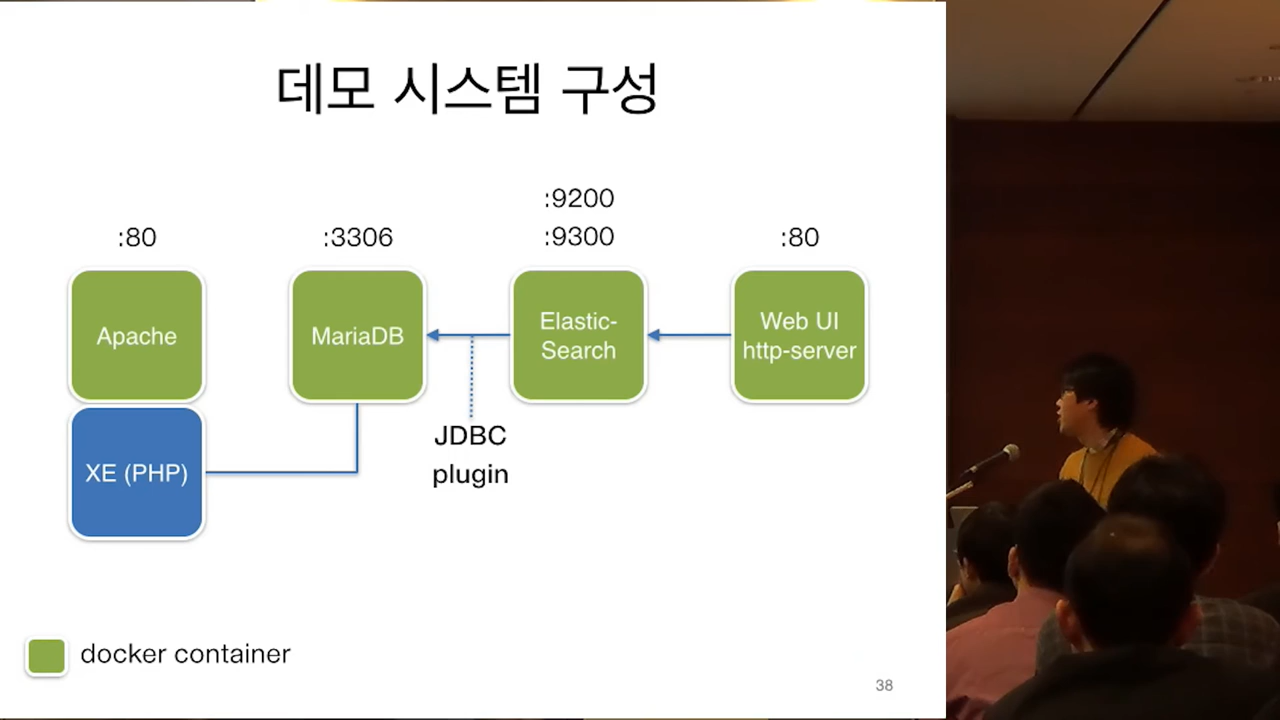 데모 시스템 구성
:80
:3306
:9200
:9300
:80
Apache
MariaDB
Elastic-
Search
Web UI
http-server
XE (PHP)
JDBC
plugin
docker container
38